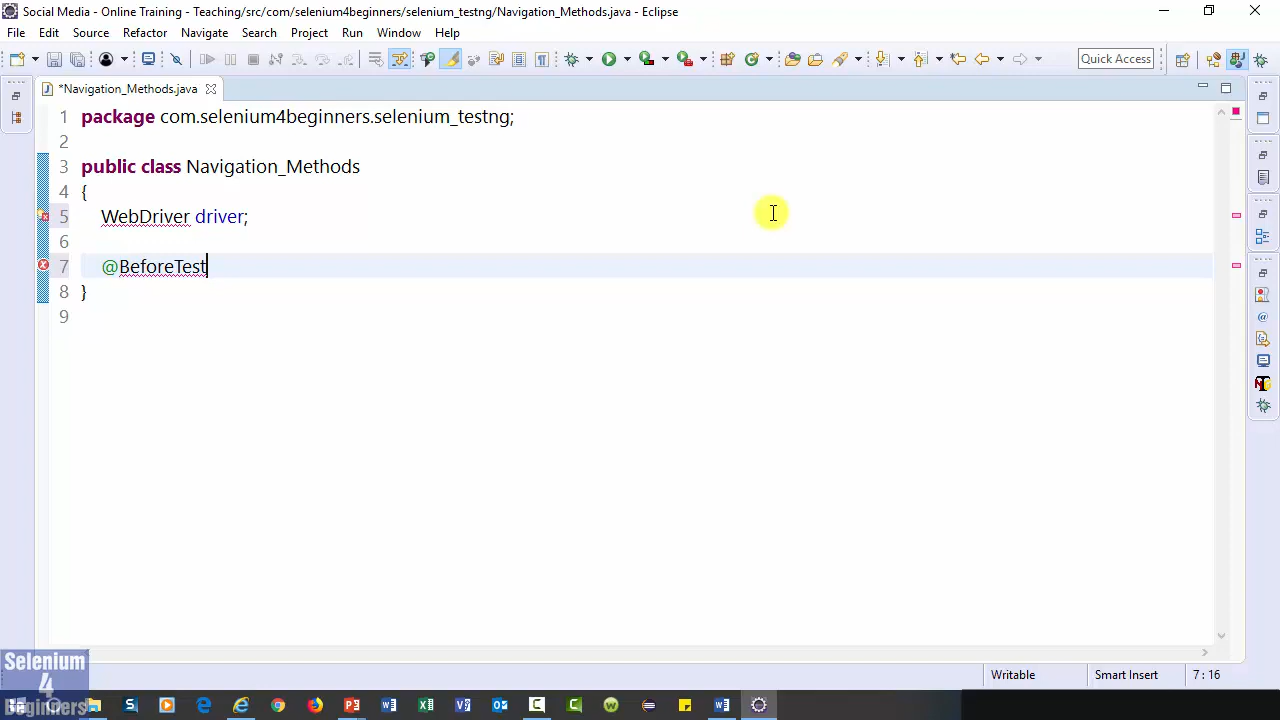 Social Media - Online Training - Teaching/src/com/selenium4beginners/selenium_testng/Navigation_Methods.java - Eclipse
File Edit Source Refactor Navigate Search Project Run Window Help
Quick Access
*Navigation_Methods.java
1 package com.selenium4beginners.selenium_testng;
2
3 public class Navigation_Methods
4 {
5 WebDriver driver;
6
7 @BeforeTest
8 }
9
Writable Smart Insert 7 : 16
Selenium
4
Beginners